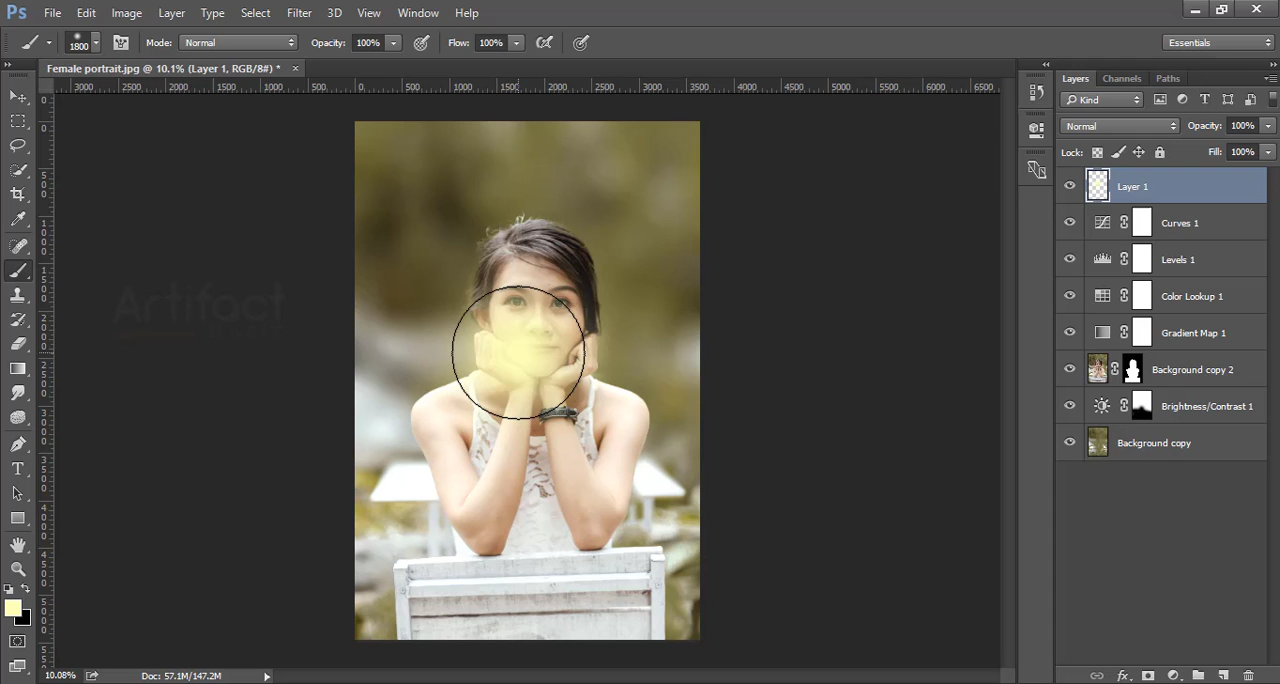 Ps File Edit Image Layer Type Select Filter 3D View Window Help
1800 Mode: Normal Opacity: 100% Flow: 100% Essentials
Female portrait.jpg @ 10.1% (Layer 1, RGB/8#) * ×
3000 2500 2000 1500 1000 500 0 500 1000 1500 2000 2500 3000 3500 4000 4500 5000 5500 6000 6500
Layers Channels Paths
Kind
Normal Opacity: 100%
Lock: Fill: 100%
Layer 1
Curves 1
Levels 1
Color Lookup 1
Gradient Map 1
Background copy 2
Brightness/Contrast 1
Background copy
Artifact
10.08% Doc: 57.1M/147.2M